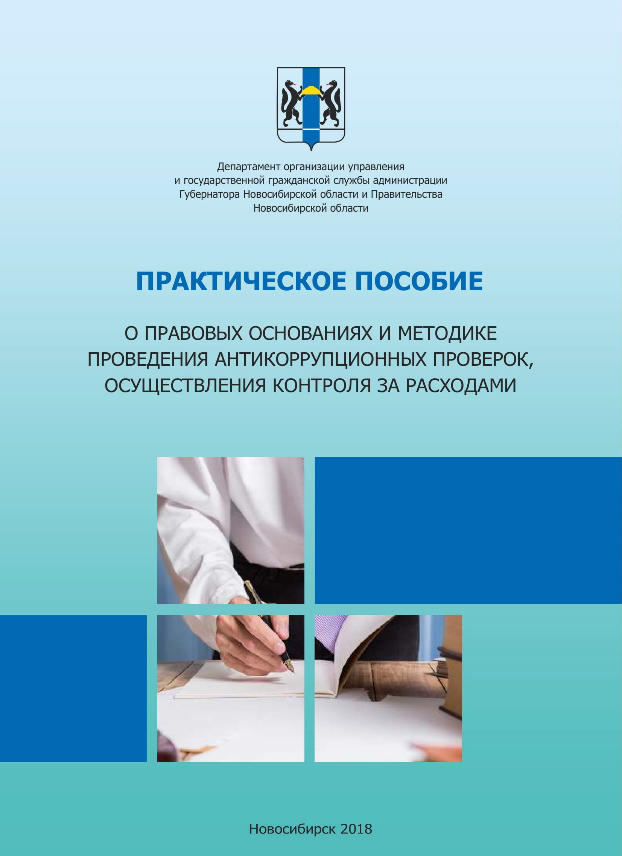 Департамент организации управления
и государственной гражданской службы администрации
Губернатора Новосибирской области и Правительства
Новосибирской области
ПРАКТИЧЕСКОЕ ПОСОБИЕ
О ПРАВОВЫХ ОСНОВАНИЯХ И МЕТОДИКЕ
ПРОВЕДЕНИЯ АНТИКОРРУПЦИОННЫХ ПРОВЕРОК,
ОСУЩЕСТВЛЕНИЯ КОНТРОЛЯ ЗА РАСХОДАМИ
Новосибирск 2018